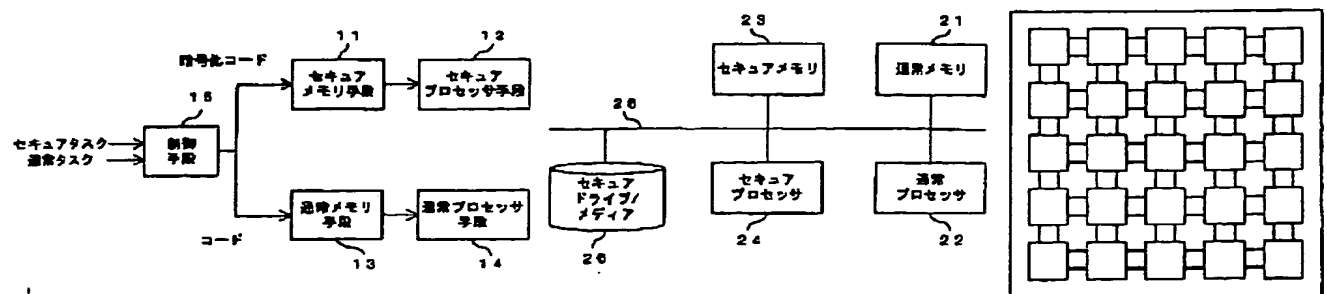 暗号化コード
15
セキュアタスク
通常タスク
制御
手段
11
セキュア
メモリ手段
12
セキュア
プロセッサ手段
通常メモリ
手段
13
通常プロセッサ
手段
14
コード
23
セキュアメモリ
21
通常メモリ
26
セキュア
ドライブ/
メディア
26
セキュア
プロセッサ
24
通常
プロセッサ
22